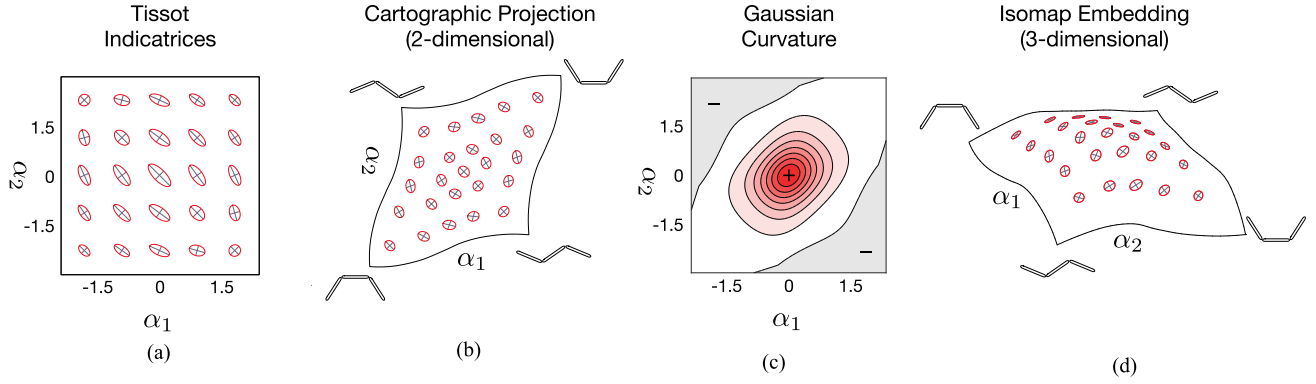 Tissot
Indicatrices
Cartographic Projection
(2-dimensional)
Gaussian
Curvature
Isomap Embedding
(3-dimensional)
α2
1.5
0
-1.5
-1.5 0 1.5
α1
(a)
α2
α1
(b)
α2
1.5
0
-1.5
−
+
−
-1.5 0 1.5
α1
(c)
α1
α2
(d)